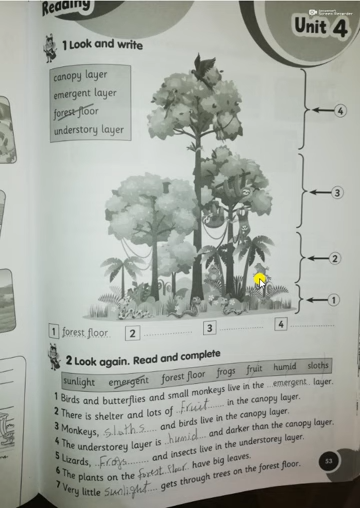 Reading
Unit 4
1 Look and write
canopy layer
emergent layer
forest floor
understory layer
4
3
2
1
1 forest floor 2 3 4
2 Look again. Read and complete
sunlight emergent forest floor frogs fruit humid sloths
1 Birds and butterflies and small monkeys live in the emergent layer.
2 There is shelter and lots of fruit in the canopy layer.
3 Monkeys, sloths and birds live in the canopy layer.
4 The understorey layer is humid and darker than the canopy layer.
5 Lizards, Frogs and insects live in the understorey layer.
6 The plants on the forest floor have big leaves.
7 Very little sunlight gets through trees on the forest floor.
33